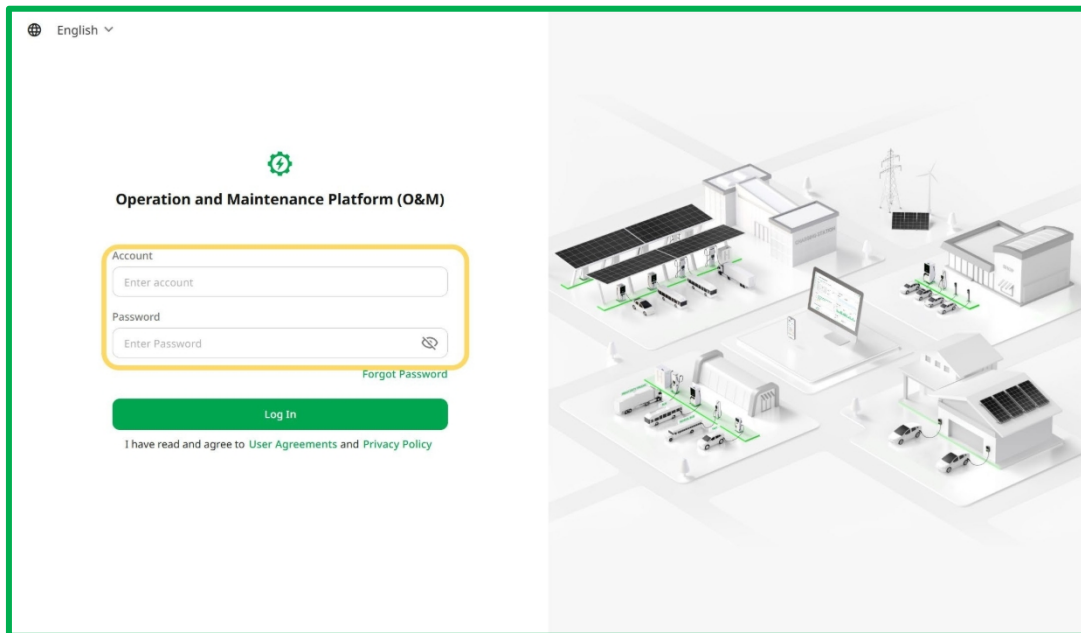 English
Operation and Maintenance Platform (O&M)
Account
Enter account
Password
Enter Password
Forgot Password
Log In
I have read and agree to User Agreements and Privacy Policy